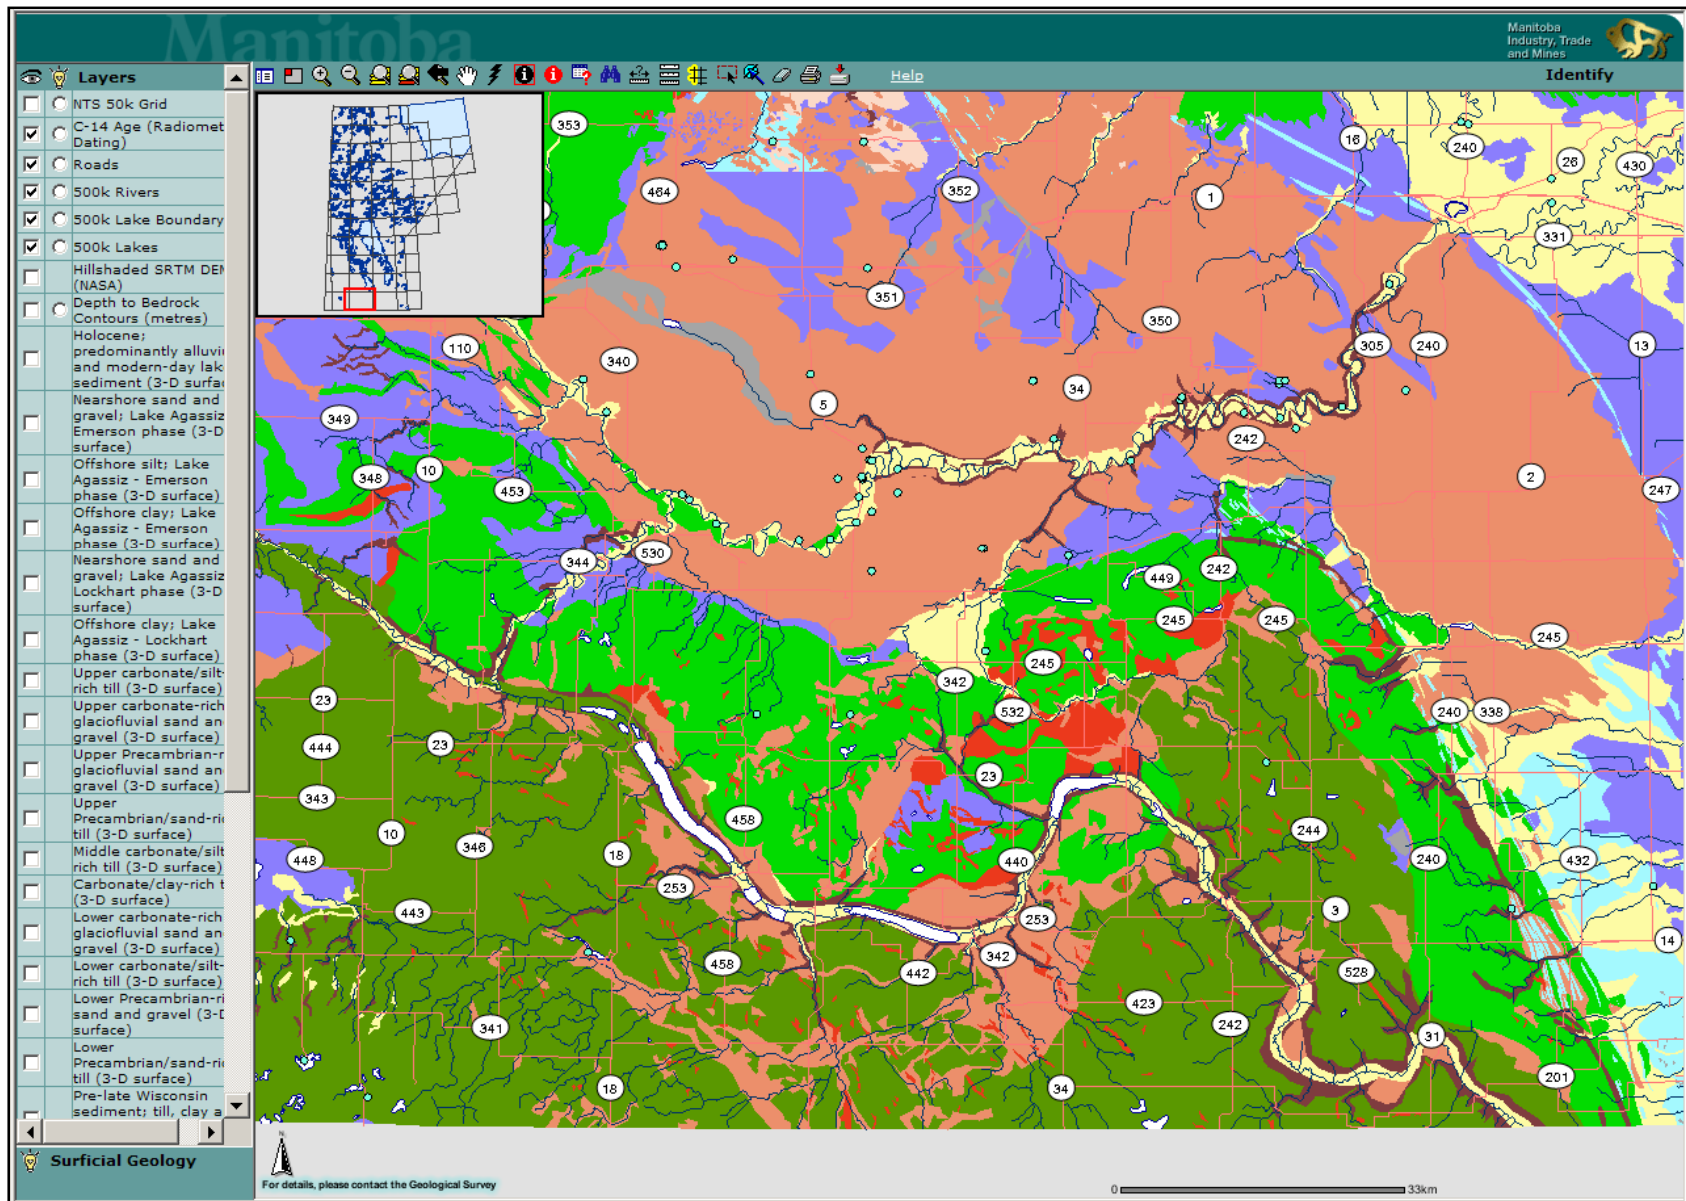 Manitoba
Manitoba
Industry, Trade
and Mines
Layers
Help
Identify
NTS 50k Grid
C-14 Age (Radiomet
Dating)
Roads
500k Rivers
500k Lake Boundary
500k Lakes
Hillshaded SRTM DEM
(NASA)
Depth to Bedrock
Contours (metres)
Holocene;
predominantly alluvi
and modern-day lak
sediment (3-D surfa
Nearshore sand and
gravel; Lake Agassiz
Emerson phase (3-D
surface)
Offshore silt; Lake
Agassiz - Emerson
phase (3-D surface)
Offshore clay; Lake
Agassiz - Emerson
phase (3-D surface)
Nearshore sand and
gravel; Lake Agassiz
Lockhart phase (3-D
surface)
Offshore clay; Lake
Agassiz - Lockhart
phase (3-D surface)
Upper carbonate/silt-
rich till (3-D surface)
Upper carbonate-rich
glaciofluvial sand an
gravel (3-D surface)
Upper Precambrian-r
glaciofluvial sand an
gravel (3-D surface)
Upper
Precambrian/sand-ri
till (3-D surface)
Middle carbonate/silt
rich till (3-D surface)
Carbonate/clay-rich t
(3-D surface)
Lower carbonate-rich
glaciofluvial sand an
gravel (3-D surface)
Lower carbonate/silt-
rich till (3-D surface)
Lower Precambrian-ri
sand and gravel (3-D
surface)
Lower
Precambrian/sand-ri
till (3-D surface)
Pre-late Wisconsin
sediment; till, clay a
Surficial Geology
353
16
240
26
430
464
352
1
331
351
350
110
340
305
240
13
34
5
349
242
348
10
453
2
247
344
530
449
242
245
245
245
245
342
23
532
240
338
444
23
23
343
458
244
10
346
18
440
240
432
448
253
443
253
3
14
458
442
342
528
423
341
242
31
18
34
201
N
For details, please contact the Geological Survey
0
33km